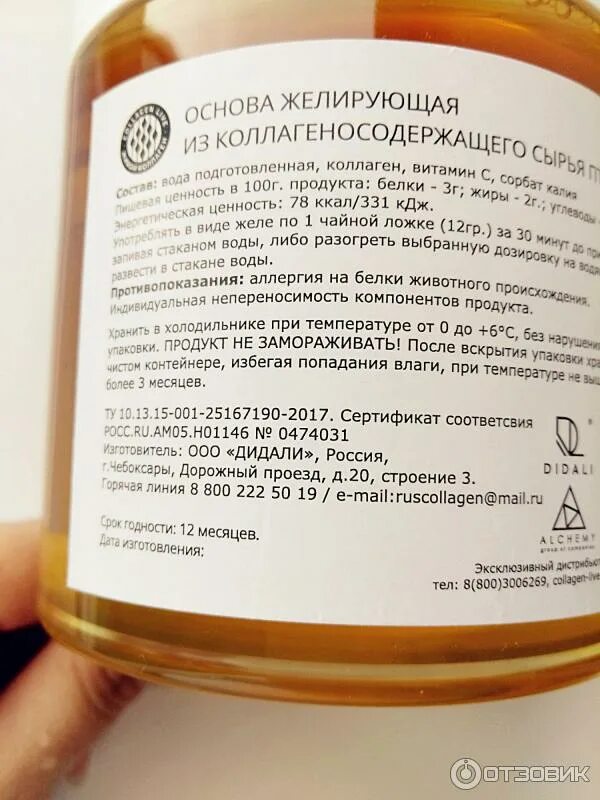 COLLAGEN LIVE
ОСНОВА ЖЕЛИРУЮЩАЯ
ИЗ КОЛЛАГЕНОСОДЕРЖАЩЕГО СЫРЬЯ
Состав: вода подготовленная, коллаген, витамин С, сорбат калия
Пищевая ценность в 100г. продукта: белки - 3г; жиры - 2г.; углеводы
Энергетическая ценность: 78 ккал/331 кДж.
Употреблять в виде желе по 1 чайной ложке (12гр.) за 30 минут до
запивая стаканом воды, либо разогреть выбранную дозировку на
развести в стакане воды.
Противопоказания: аллергия на белки животного происхождения.
Индивидуальная непереносимость компонентов продукта.
Хранить в холодильнике при температуре от 0 до +6°С, без
упаковки. ПРОДУКТ НЕ ЗАМОРАЖИВАТЬ! После вскрытия упаковки
чистом контейнере, избегая попадания влаги, при температуре не
более 3 месяцев.
ТУ 10.13.15-001-25167190-2017. Сертификат соответсвия
РОСС.RU.АМ05.Н01146 № 0474031
Изготовитель: ООО «ДИДАЛИ», Россия,
г.Чебоксары, Дорожный проезд, д.20, строение 3.
Горячая линия 8 800 222 50 19 / e-mail:ruscollagen@mail.ru
DIDALI
ALCHEMY
group of companies
Срок годности: 12 месяцев.
Дата изготовления:
Эксклюзивный
тел: 8(800)3006269, collagen-live
ОТЗОВИК